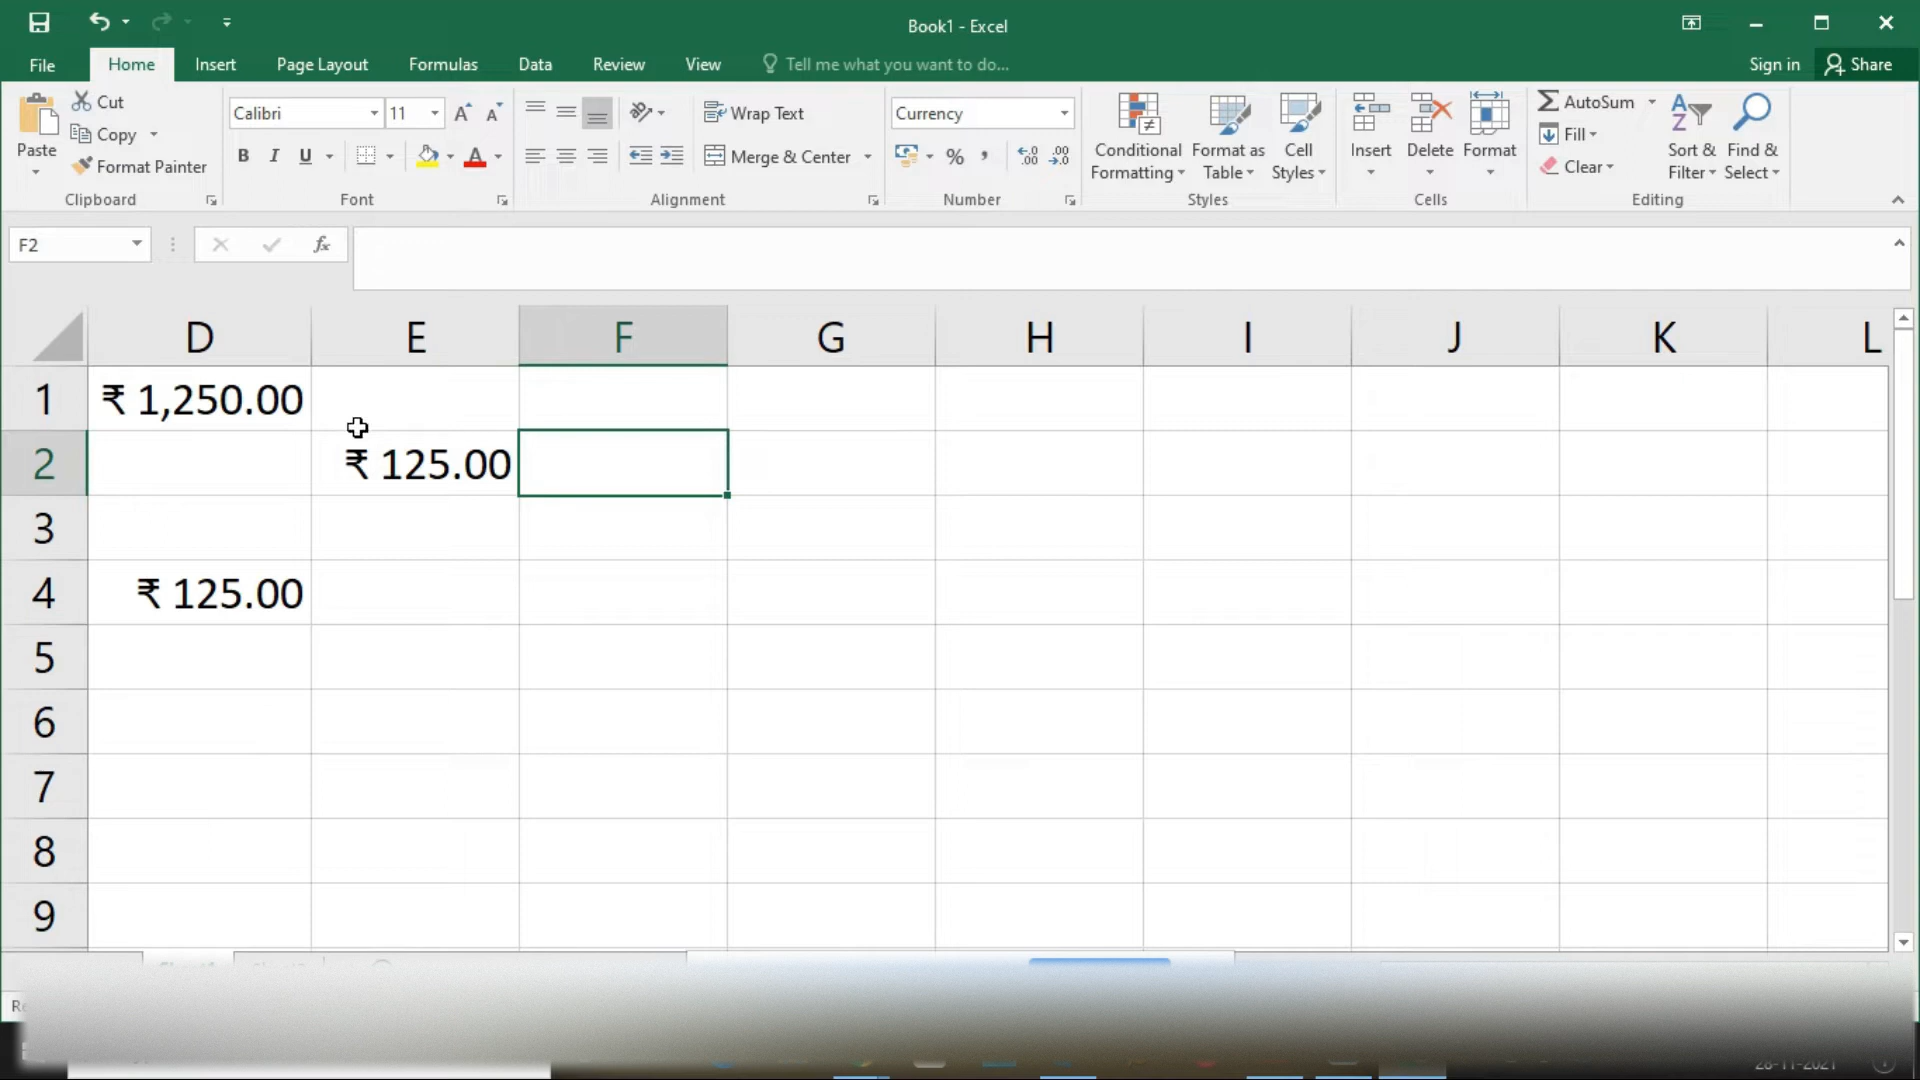 Book1 - Excel
File Home Insert Page Layout Formulas Data Review View Tell me what you want to do... Sign in Share
Paste
Cut
Copy
Format Painter
Clipboard
Calibri 11
B I U A
Font
Wrap Text
Merge & Center
Alignment
Currency
% ,
Number
Conditional Formatting
Format as Table
Cell Styles
Styles
Insert
Delete
Format
Cells
AutoSum
Fill
Clear
Sort & Filter
Find & Select
Editing
F2 fx
D E F G H I J K L
1 ₹ 1,250.00
2 ₹ 125.00
3
4 ₹ 125.00
5
6
7
8
9
28-11-2021